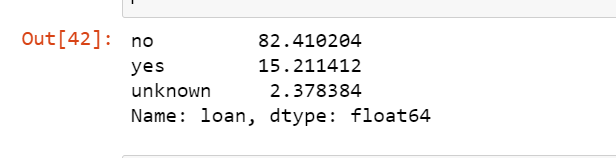 Out[42]: no 82.410204
yes 15.211412
unknown 2.378384
Name: loan, dtype: float64